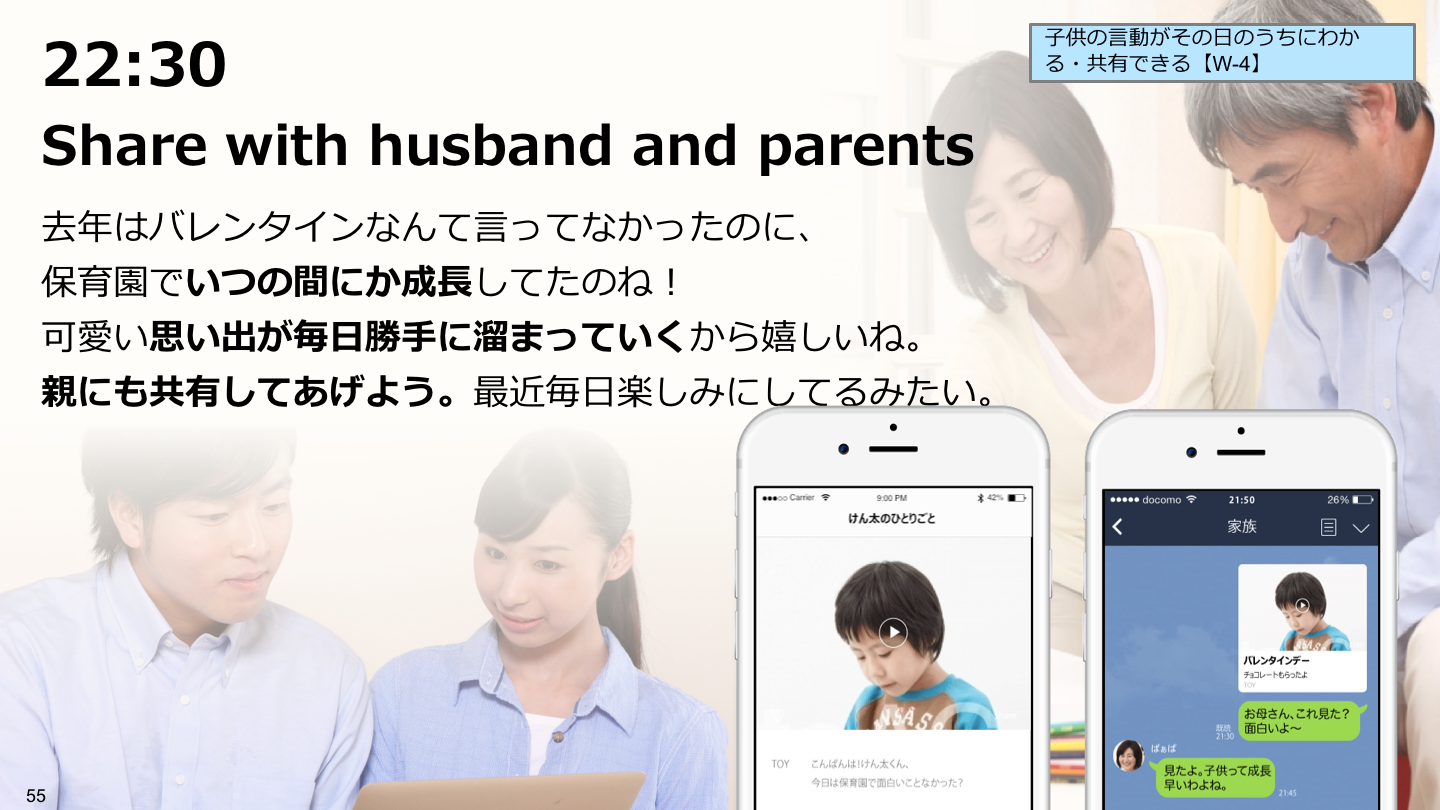 22:30
子供の言動がその日のうちにわか
る・共有できる【W-4】
Share with husband and parents
去年はバレンタインなんて言ってなかったのに、
保育園でいつの間にか成長してたのね！
可愛い思い出が毎日勝手に溜まっていくから嬉しいね。
親にも共有してあげよう。最近毎日楽しみにしてるみたい。
Carrier 9:00 PM 42%
けん太のひとりごと
TOY こんばんは!けん太くん、
今日は保育園で面白いことなかった?
docomo 21:50 26%
家族
バレンタインデー
チョコレートもらったよ
TOY
お母さん、これ見た?
面白いよ〜
既読
21:30
ばぁば
見たよ。子供って成長
早いわよね。
21:45
55